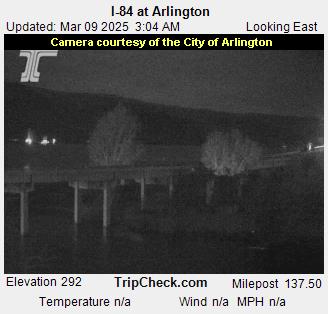 I-84 at Arlington
Updated: Mar 09 2025 3:04 AM Looking East
Camera courtesy of the City of Arlington
Elevation 292 TripCheck.com Milepost 137.50
Temperature n/a Wind n/a MPH n/a